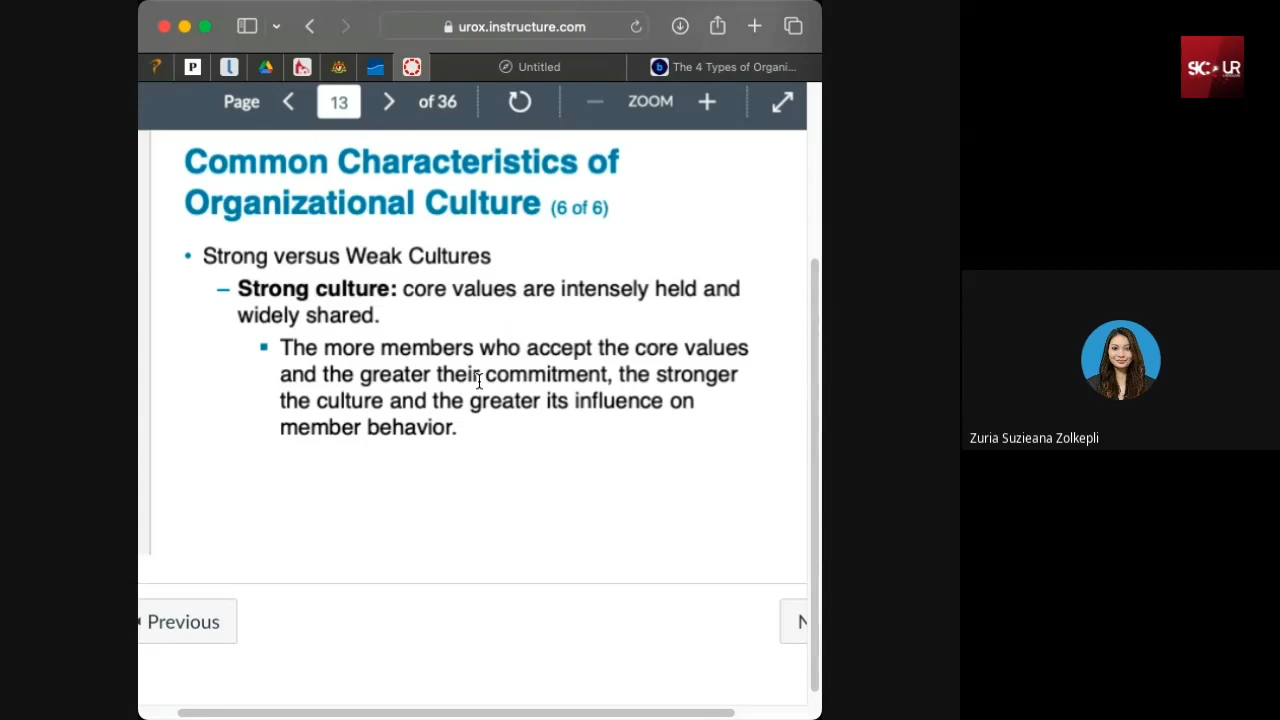 urox.instructure.com
Untitled
The 4 Types of Organi...
Page
13
of 36
ZOOM
Common Characteristics of
Organizational Culture (6 of 6)
• Strong versus Weak Cultures
– Strong culture: core values are intensely held and
widely shared.
▪ The more members who accept the core values
and the greater their commitment, the stronger
the culture and the greater its influence on
member behavior.
Previous
Zuria Suzieana Zolkepli